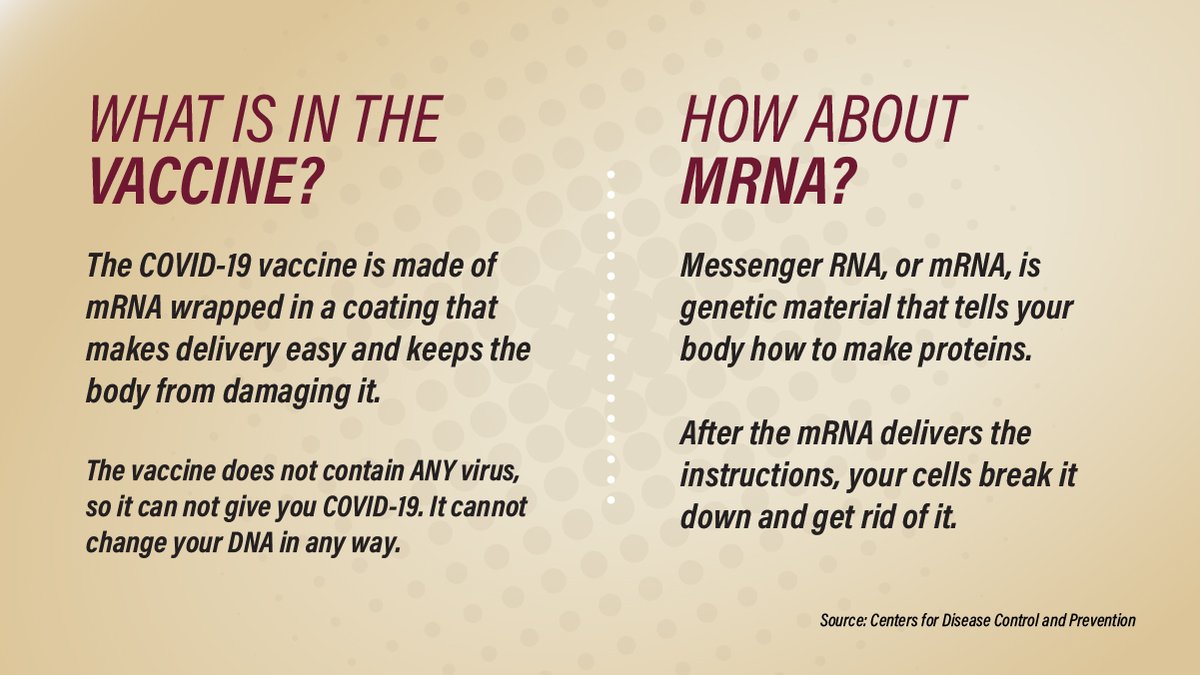 WHAT IS IN THE
VACCINE?
The COVID-19 vaccine is made of
mRNA wrapped in a coating that
makes delivery easy and keeps the
body from damaging it.
The vaccine does not contain ANY virus,
so it can not give you COVID-19. It cannot
change your DNA in any way.
HOW ABOUT
MRNA?
Messenger RNA, or mRNA, is
genetic material that tells your
body how to make proteins.
After the mRNA delivers the
instructions, your cells break it
down and get rid of it.
Source: Centers for Disease Control and Prevention